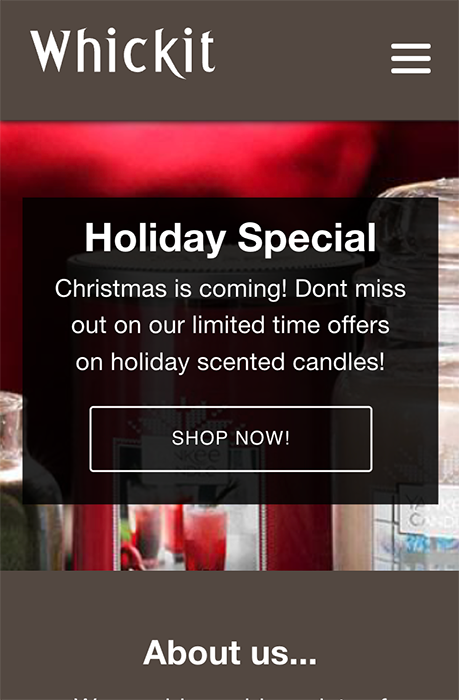 Whickit
Holiday Special
Christmas is coming! Dont miss
out on our limited time offers
on holiday scented candles!
SHOP NOW!
About us...